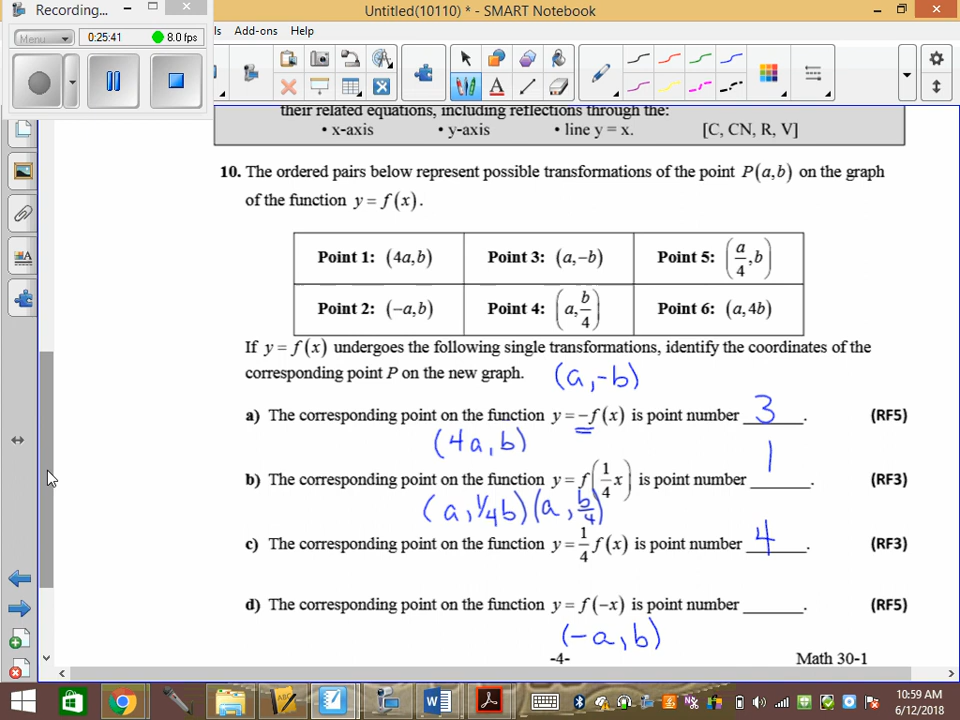 Recording...
Untitled(10110) * - SMART Notebook
Menu
0:25:41
8.0 fps
ls Add-ons Help
their related equations, including reflections through the:
• x-axis • y-axis • line y = x. [C, CN, R, V]
10. The ordered pairs below represent possible transformations of the point P(a,b) on the graph
of the function y = f(x).
Point 1: (4a,b) Point 3: (a,−b) Point 5: (a/4,b)
Point 2: (−a,b) Point 4: (a,b/4) Point 6: (a,4b)
If y = f(x) undergoes the following single transformations, identify the coordinates of the
corresponding point P on the new graph. (a,-b)
a) The corresponding point on the function y = −f(x) is point number 3. (RF5)
(4a, b)
b) The corresponding point on the function y = f(1/4 x) is point number 1. (RF3)
(a, 1/4b) (a, b/4)
c) The corresponding point on the function y = 1/4 f(x) is point number 4. (RF3)
d) The corresponding point on the function y = f(−x) is point number ______. (RF5)
(-a, b)
-4- Math 30-1
10:59 AM
6/12/2018